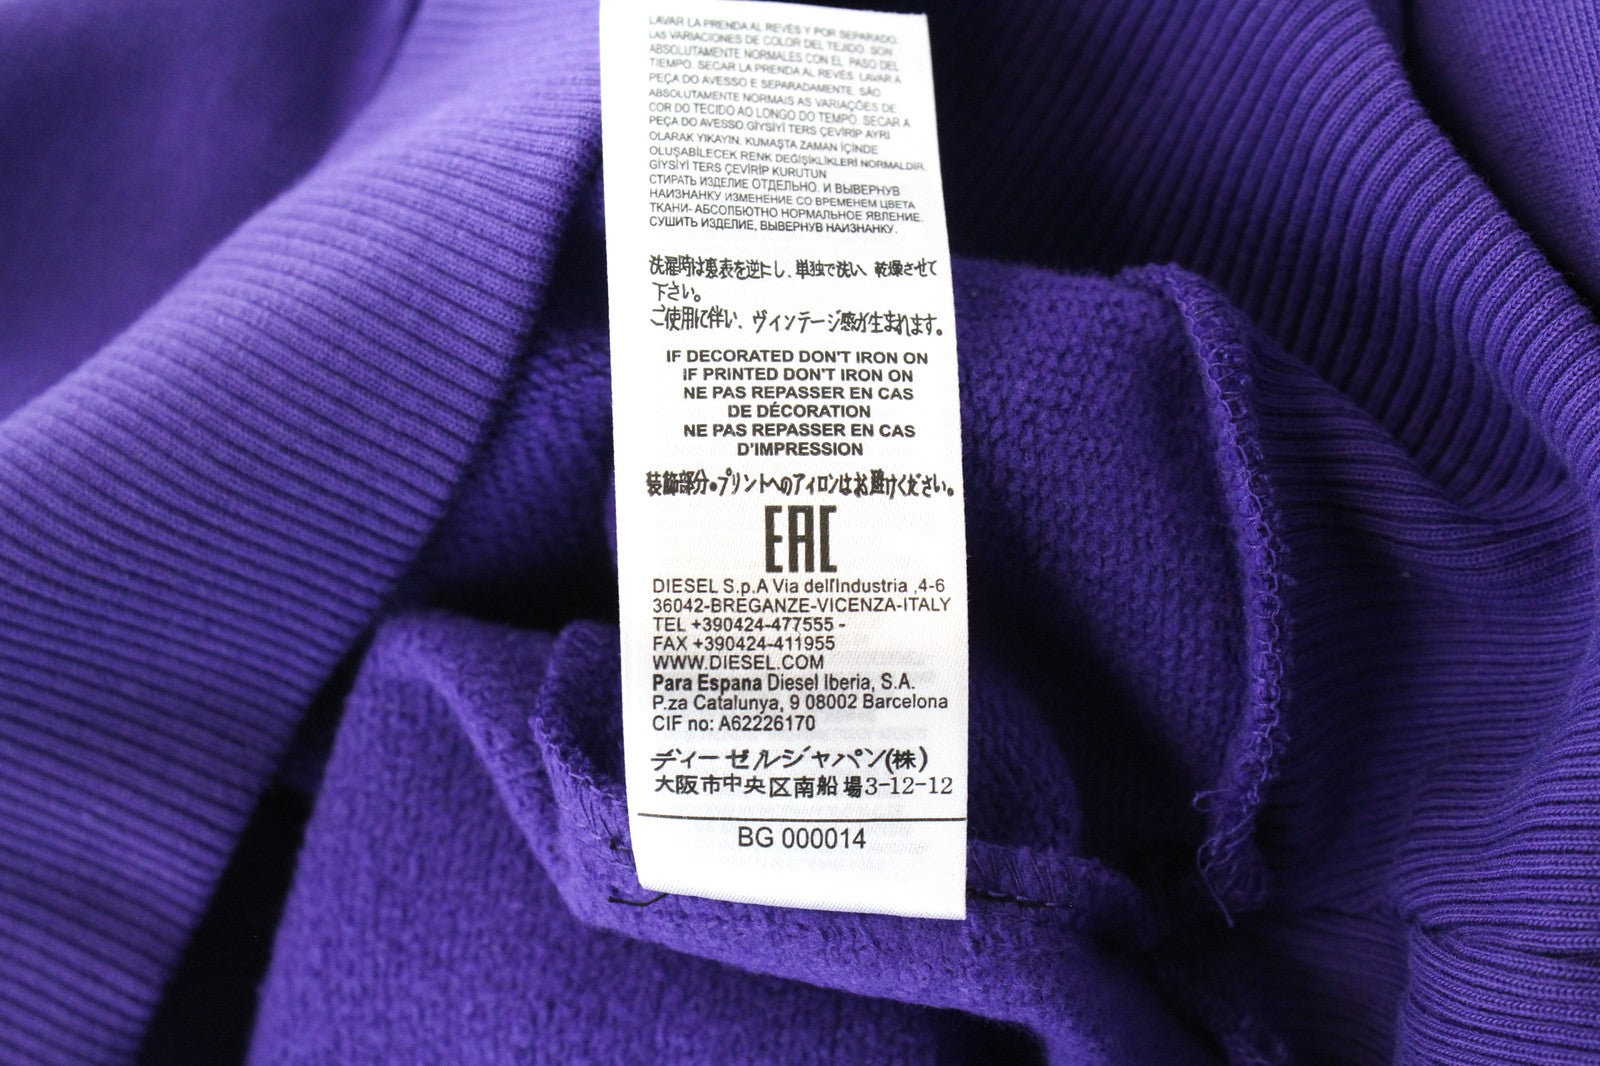 LAVAR LA PRENDA AL REVÉS Y POR SEPARADO.
LAS VARIACIONES DE COLOR DEL TEJIDO SON
ABSOLUTAMENTE NORMALES CON EL PASO DEL
TIEMPO. SECAR LA PRENDA AL REVÉS. LAVAR A
PEÇA DO AVESSO E SEPARADAMENTE. SÃO
ABSOLUTAMENTE NORMAIS AS VARIAÇÕES DE
COR DO TECIDO AO LONGO DO TEMPO. SECAR A
PEÇA DO AVESSO.GİYSİYİ TERS ÇEVİRİP AYRI
OLARAK YIKAYIN. KUMAŞTA ZAMAN İÇİNDE
OLUŞABİLECEK RENK DEĞİŞİKLİKLERİ NORMALDIR.
GİYSİYİ TERS ÇEVİRİP KURUTUN
СТИРАТЬ ИЗДЕЛИЕ ОТДЕЛЬНО. И ВЫВЕРНУВ
НАИЗНАНКУ ИЗМЕНЕНИЕ СО ВРЕМЕНЕМ ЦВЕТА
ТКАНИ- АБСОЛБЮТНО НОРМАЛЬНОЕ ЯВЛЕНИЕ.
СУШИТЬ ИЗДЕЛИЕ, ВЫВЕРНУВ НАИЗНАНКУ.
洗濯時は裏表を逆にし、単独で洗い、乾燥させて
下さい。
ご使用に伴い、ヴィンテージ感が生まれます。
IF DECORATED DON'T IRON ON
IF PRINTED DON'T IRON ON
NE PAS REPASSER EN CAS
DE DÉCORATION
NE PAS REPASSER EN CAS
D'IMPRESSION
装飾部分・プリントへのアイロンはお避けください。
EAC
DIESEL S.p.A Via dell'Industria ,4-6
36042-BREGANZE-VICENZA-ITALY
TEL +390424-477555 -
FAX +390424-411955
WWW.DIESEL.COM
Para Espana Diesel Iberia, S.A.
P.za Catalunya, 9 08002 Barcelona
CIF no: A62226170
ディーゼルジャパン(株)
大阪市中央区南船場3-12-12
BG 000014